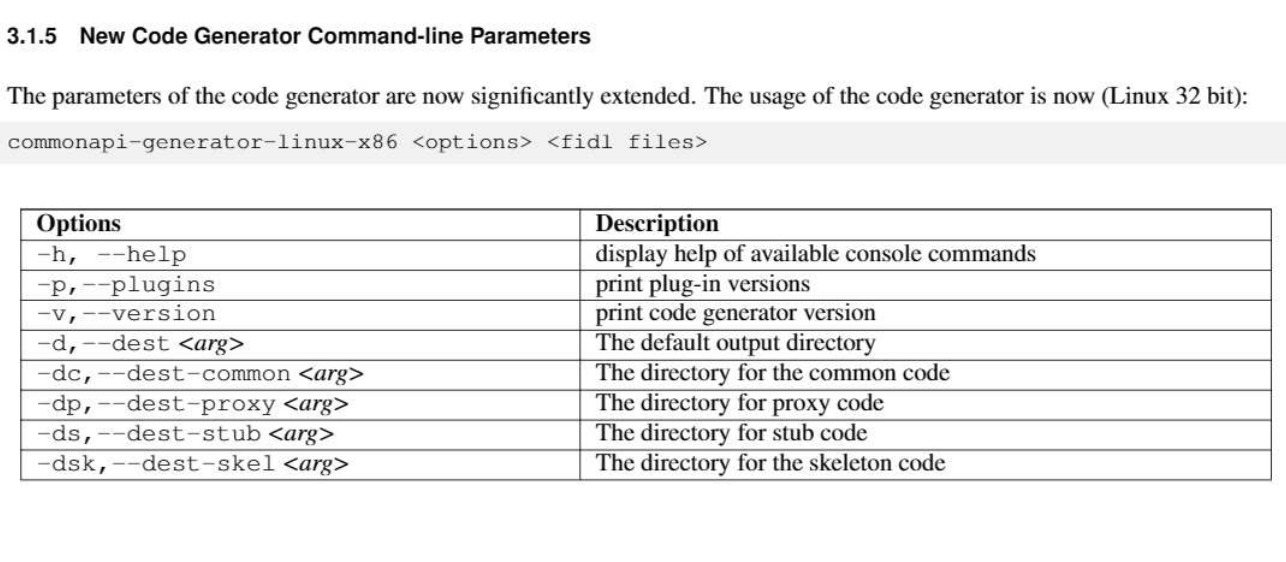 3.1.5 New Code Generator Command-line Parameters
The parameters of the code generator are now significantly extended. The usage of the code generator is now (Linux 32 bit):
commonapi-generator-linux-x86 <options> <fidl files>
Options Description
-h, --help display help of available console commands
-p,--plugins print plug-in versions
-v,--version print code generator version
-d,--dest <arg> The default output directory
-dc,--dest-common <arg> The directory for the common code
-dp,--dest-proxy <arg> The directory for proxy code
-ds,--dest-stub <arg> The directory for stub code
-dsk,--dest-skel <arg> The directory for the skeleton code